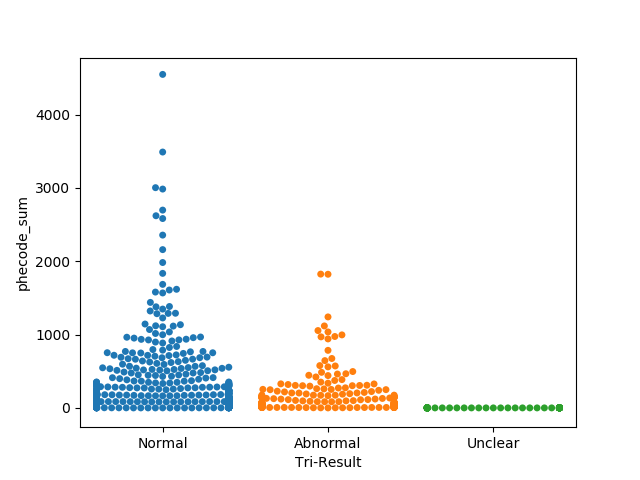 4000
3000
2000
1000
0
phecode_sum
Normal
Abnormal
Unclear
Tri-Result